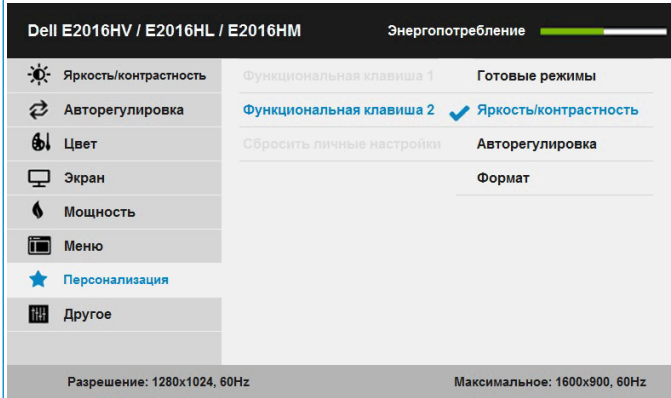 Dell E2016HV / E2016HL / E2016HM Энергопотребление
Яркость/контрастность Функциональная клавиша 1 Готовые режимы
Авторегулировка Функциональная клавиша 2 Яркость/контрастность
Цвет Сбросить личные настройки Авторегулировка
Экран Формат
Мощность
Меню
Персонализация
Другое
Разрешение: 1280x1024, 60Hz Максимальное: 1600x900, 60Hz